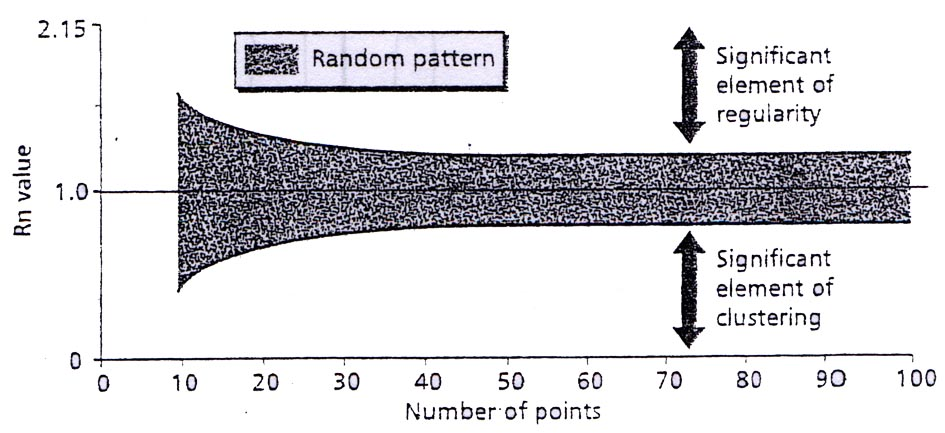 2.15
Random pattern
Significant
element of
regularity
Rn value
1.0
Significant
element of
clustering
0
0 10 20 30 40 50 60 70 80 90 100
Number of points